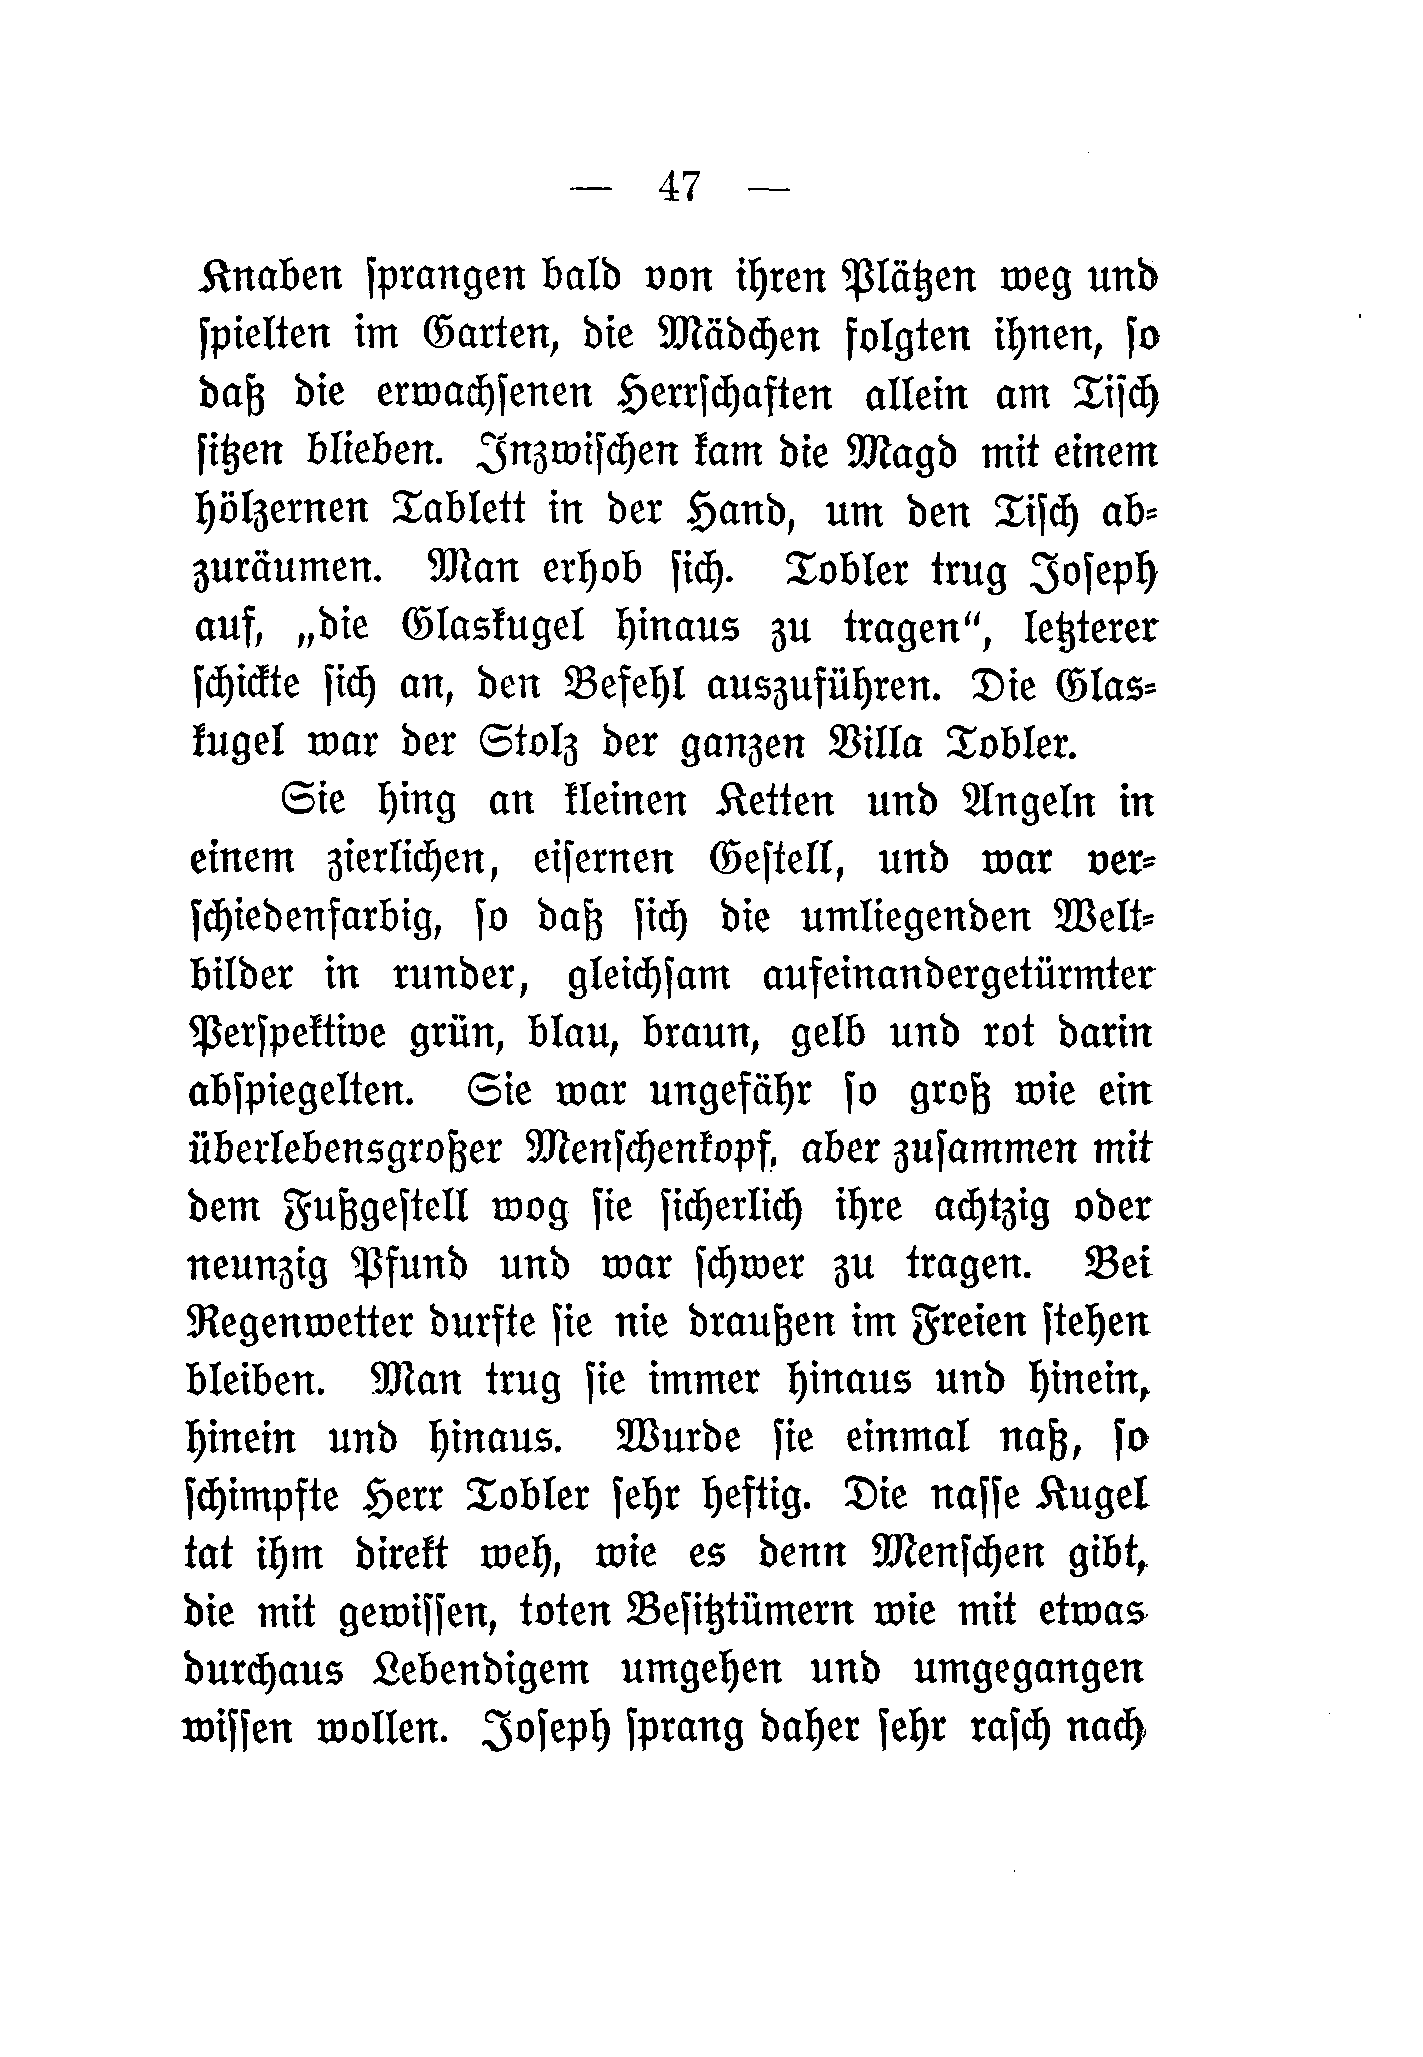 — 47 —
Knaben ſprangen bald von ihren Plätzen weg und
ſpielten im Garten, die Mädchen folgten ihnen, ſo
daß die erwachſenen Herrſchaften allein am Tiſch
ſitzen blieben. Inzwiſchen kam die Magd mit einem
hölzernen Tablett in der Hand, um den Tiſch ab-
zuräumen. Man erhob ſich. Tobler trug Joſeph
auf, „die Glaskugel hinaus zu tragen“, letzterer
ſchickte ſich an, den Befehl auszuführen. Die Glas-
kugel war der Stolz der ganzen Villa Tobler.
Sie hing an kleinen Ketten und Angeln in
einem zierlichen, eiſernen Geſtell, und war ver-
ſchiedenfarbig, ſo daß ſich die umliegenden Welt-
bilder in runder, gleichſam aufeinandergetürmter
Perſpektive grün, blau, braun, gelb und rot darin
abſpiegelten. Sie war ungefähr ſo groß wie ein
überlebensgroßer Menſchenkopf, aber zuſammen mit
dem Fußgeſtell wog ſie ſicherlich ihre achtzig oder
neunzig Pfund und war ſchwer zu tragen. Bei
Regenwetter durfte ſie nie draußen im Freien ſtehen
bleiben. Man trug ſie immer hinaus und hinein,
hinein und hinaus. Wurde ſie einmal naß, ſo
ſchimpfte Herr Tobler ſehr heftig. Die naſſe Kugel
tat ihm direkt weh, wie es denn Menſchen gibt,
die mit gewiſſen, toten Beſitztümern wie mit etwas
durchaus Lebendigem umgehen und umgegangen
wiſſen wollen. Joſeph ſprang daher ſehr raſch nach